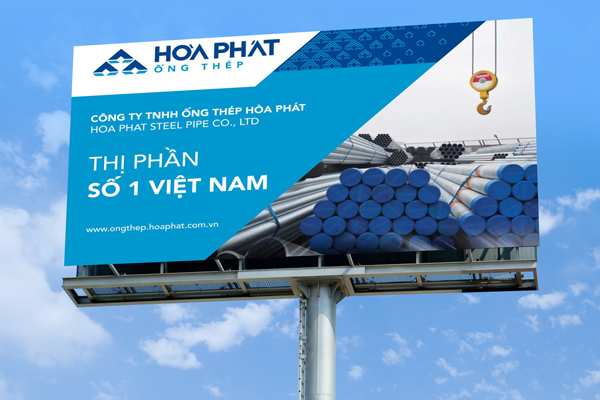 HÒA PHÁT
ỐNG THÉP
CÔNG TY TNHH ỐNG THÉP HÒA PHÁT
HOA PHAT STEEL PIPE CO., LTD
THỊ PHẦN
SỐ 1 VIỆT NAM
www.ongthep.hoaphat.com.vn